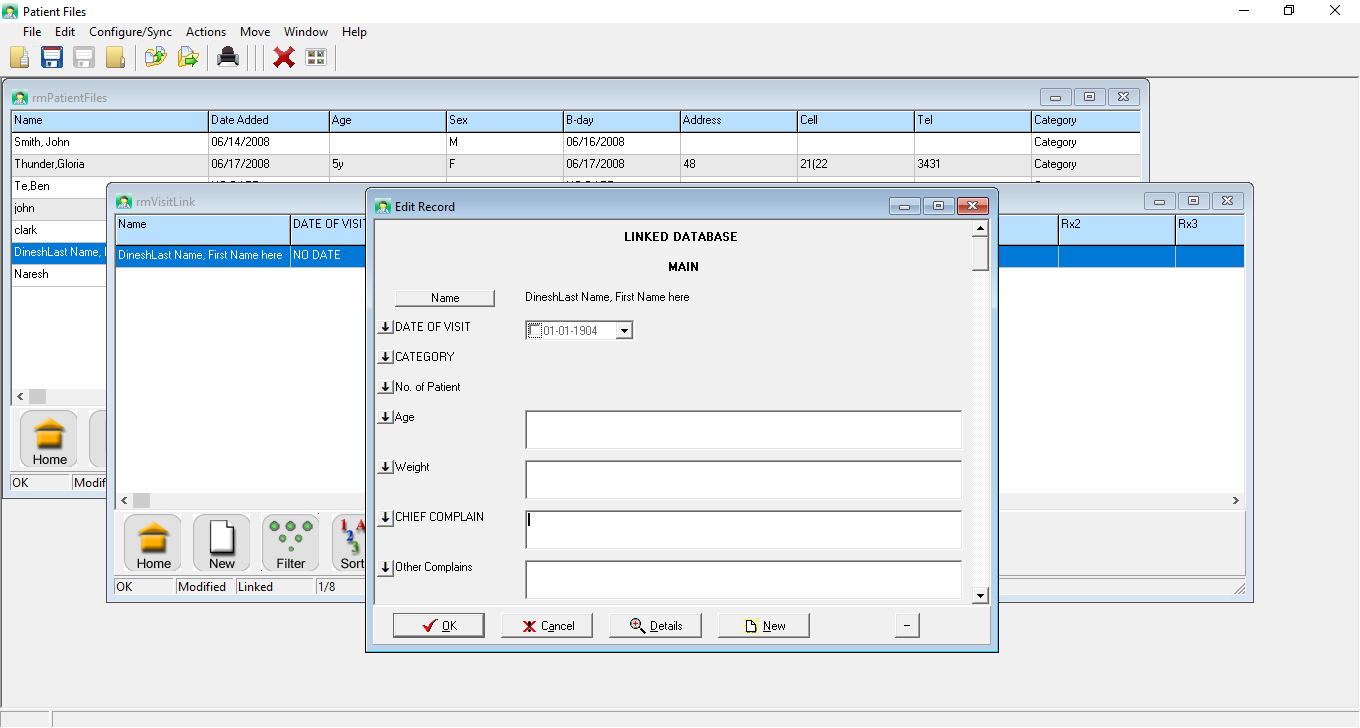 Patient Files
File Edit Configure/Sync Actions Move Window Help
rmPatientFiles
Name Date Added Age Sex B-day Address Cell Tel Category
Smith, John 06/14/2008 M 06/16/2008 Category
Thunder,Gloria 06/17/2008 5y F 06/17/2008 48 21(22 3431 Category
Te,Ben
john
clark
DineshLast Name,
Naresh
Home
OK Modif
rmVisitLink
Name DATE OF VISIT Rx2 Rx3
DineshLast Name, First Name here NO DATE
Home New Filter Sort
OK Modified Linked 1/8
Edit Record
LINKED DATABASE
MAIN
Name DineshLast Name, First Name here
DATE OF VISIT 01-01-1904
CATEGORY
No. of Patient
Age
Weight
CHIEF COMPLAIN
Other Complains
OK Cancel Details New −